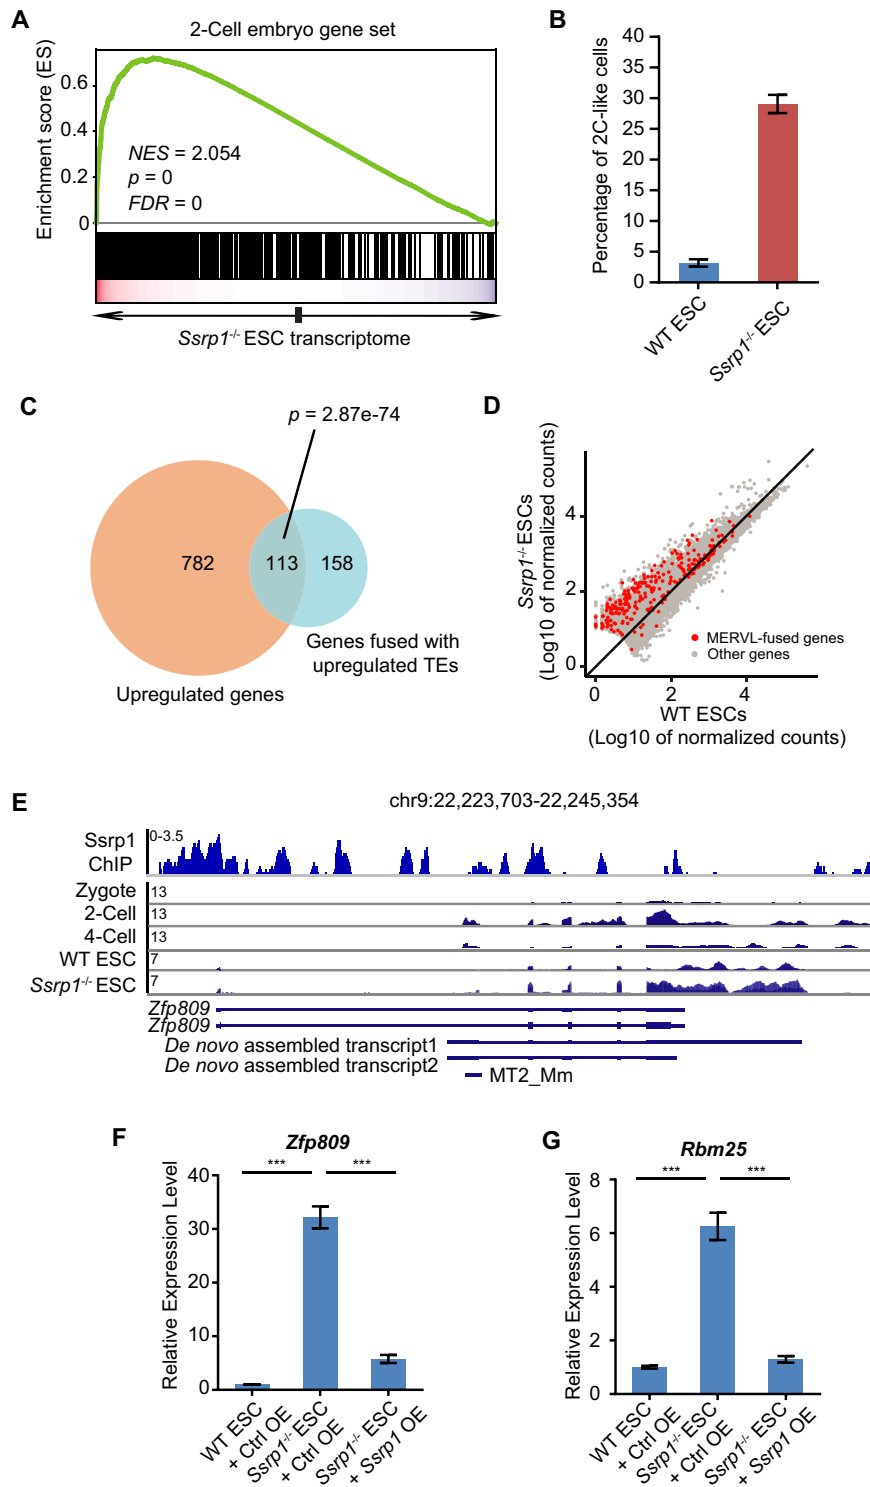 A
2-Cell embryo gene set
Enrichment score (ES)
0.6
0.4
0.2
0
NES = 2.054
p = 0
FDR = 0
Ssrp1-/- ESC transcriptome
B
Percentage of 2C-like cells
40
35
30
25
20
15
10
5
0
WT ESC
Ssrp1-/- ESC
C
p = 2.87e-74
782
113
158
Genes fused with
upregulated TEs
Upregulated genes
D
Ssrp1-/- ESCs
(Log10 of normalized counts)
4
2
0
MERVL-fused genes
Other genes
0
2
4
WT ESCs
(Log10 of normalized counts)
E
chr9:22,223,703-22,245,354
Ssrp1
ChIP
0-3.5
Zygote
13
2-Cell
13
4-Cell
13
WT ESC
7
Ssrp1-/- ESC
7
Zfp809
Zfp809
De novo assembled transcript1
De novo assembled transcript2
MT2_Mm
F
Zfp809
***
***
Relative Expression Level
40
30
20
10
0
WT ESC
+ Ctrl OE
Ssrp1-/- ESC
+ Ctrl OE
Ssrp1-/- ESC
+ Ssrp1 OE
G
Rbm25
***
***
Relative Expression Level
8
6
4
2
0
WT ESC
+ Ctrl OE
Ssrp1-/- ESC
+ Ctrl OE
Ssrp1-/- ESC
+ Ssrp1 OE